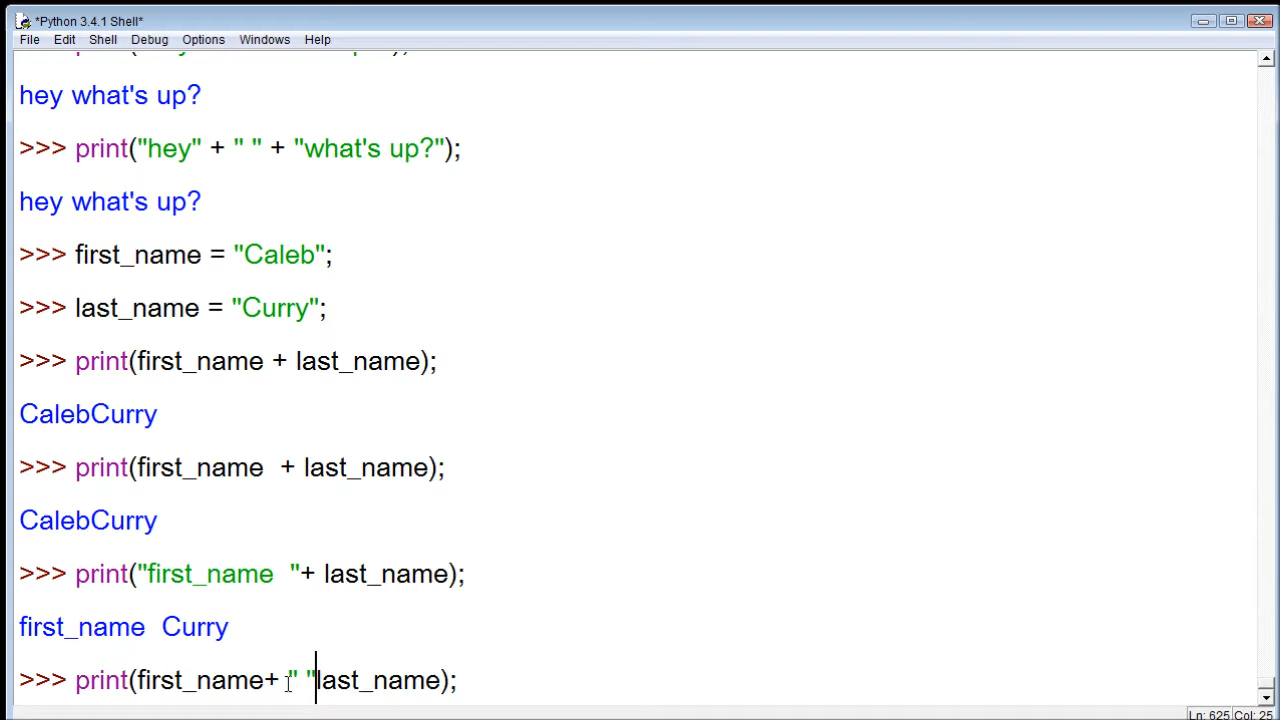 *Python 3.4.1 Shell*
File Edit Shell Debug Options Windows Help
hey what's up?
>>> print("hey" + " " + "what's up?");
hey what's up?
>>> first_name = "Caleb";
>>> last_name = "Curry";
>>> print(first_name + last_name);
CalebCurry
>>> print(first_name  + last_name);
CalebCurry
>>> print("first_name  "+ last_name);
first_name  Curry
>>> print(first_name+ " "last_name);
Ln: 625 Col: 25